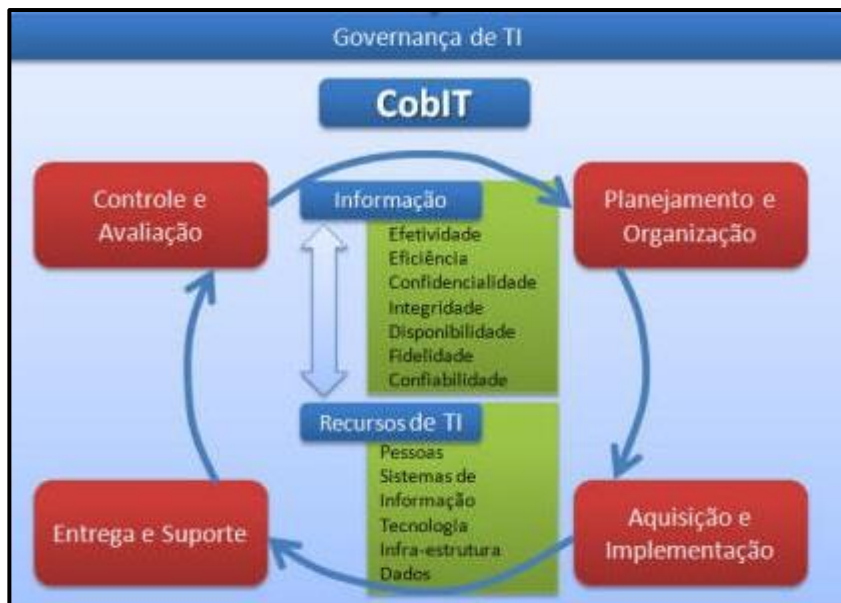 Governança de TI
CobIT
Controle e
Avaliação
Informação
Efetividade
Eficiência
Confidencialidade
Integridade
Disponibilidade
Fidelidade
Confiabilidade
Planejamento e
Organização
Recursos de TI
Pessoas
Sistemas de
Informação
Tecnologia
Infra-estrutura
Dados
Entrega e Suporte
Aquisição e
Implementação